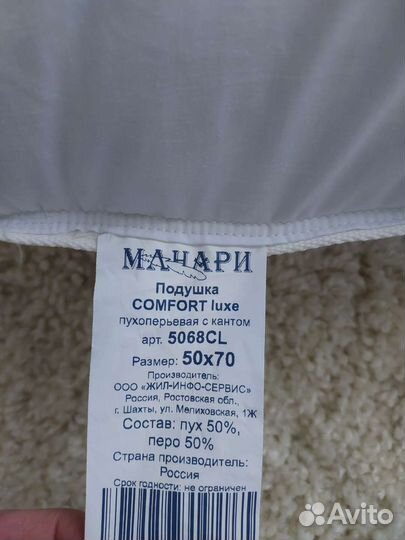 МАЧАРИ
Подушка
COMFORT luxe
пухоперьевая с кантом
арт. 5068CL
Размер: 50х70
Производитель:
ООО «ЖИЛ-ИНФО-СЕРВИС»
Россия, Ростовская обл.,
г. Шахты, ул. Мелиховская, 1Ж
Состав: пух 50%,
перо 50%
Страна производитель:
Россия
Срок годности: не ограничен
Avito